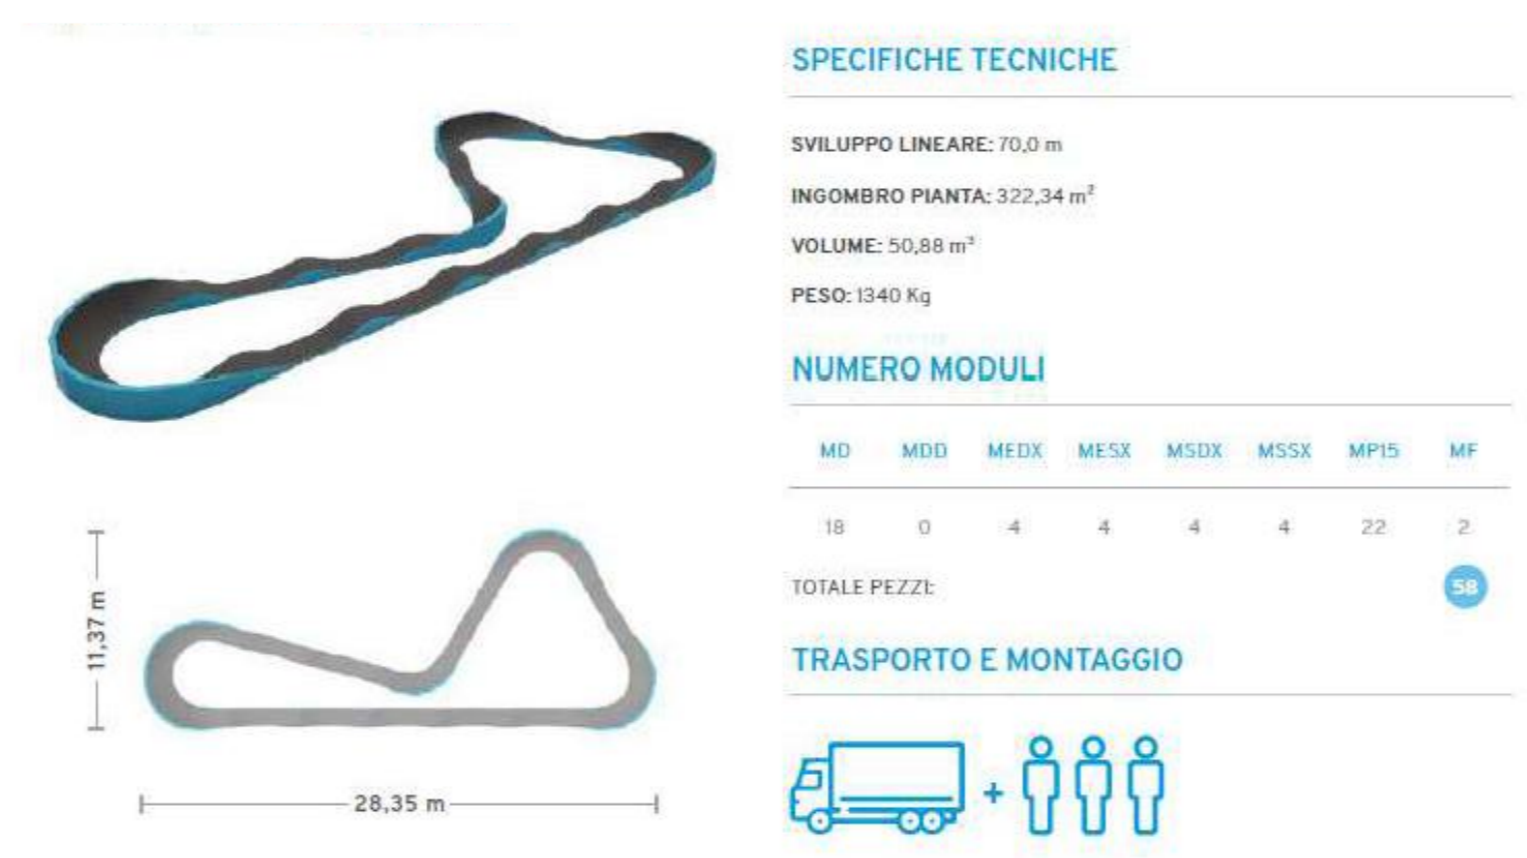 SPECIFICHE TECNICHE
SVILUPPO LINEARE: 70,0 m
INGOMBRO PIANTA: 322,34 m²
VOLUME: 50,88 m³
PESO: 1340 Kg
NUMERO MODULI
MD MDD MEDX MESX MSDX MSSX MP15 MF
18 0 4 4 4 4 22 2
TOTALE PEZZI: 58
TRASPORTO E MONTAGGIO
+
11,37 m
28,35 m